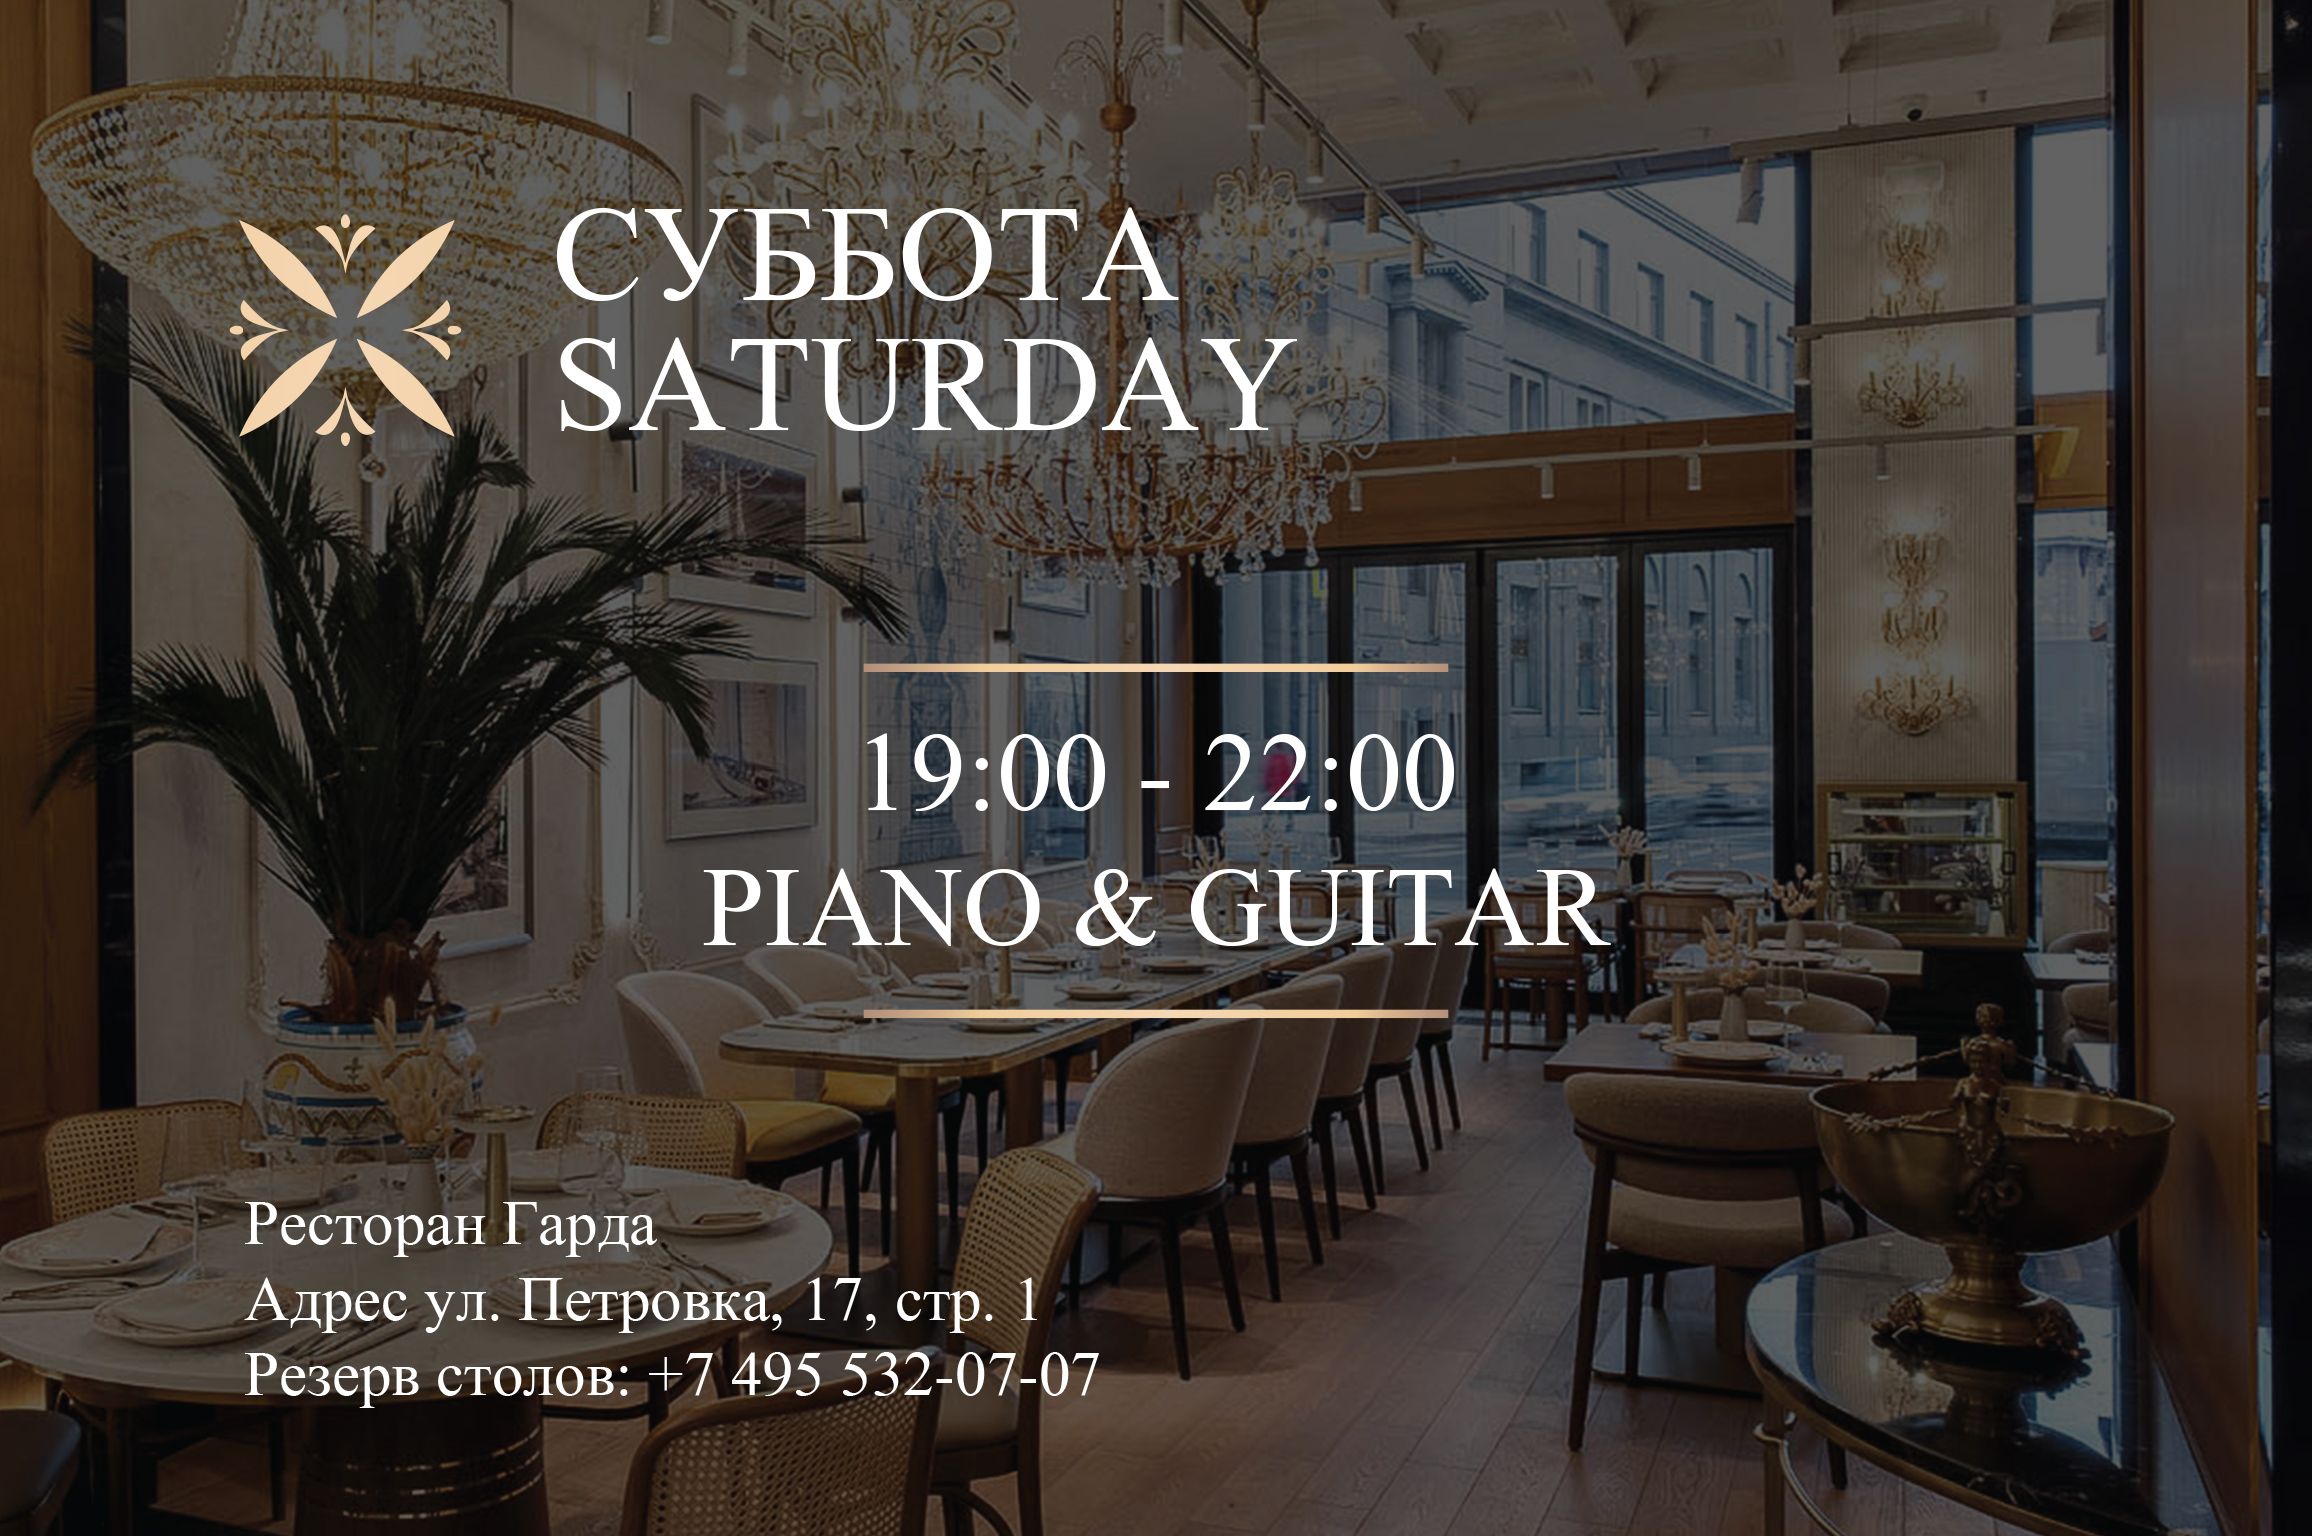 СУББОТА
SATURDAY
19:00 - 22:00
PIANO & GUITAR
Ресторан Гарда
Адрес ул. Петровка, 17, стр. 1
Резерв столов: +7 495 532-07-07